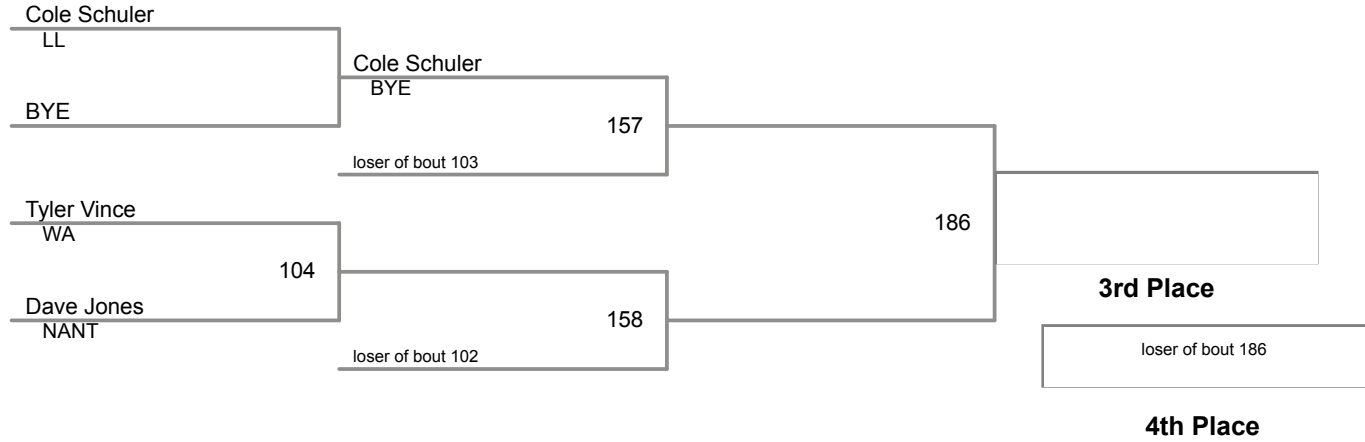 Cole Schuler
LL
Cole Schuler
BYE
BYE
157
loser of bout 103
Tyler Vince
WA
186
104
3rd Place
Dave Jones
NANT
158
loser of bout 102
loser of bout 186
4th Place